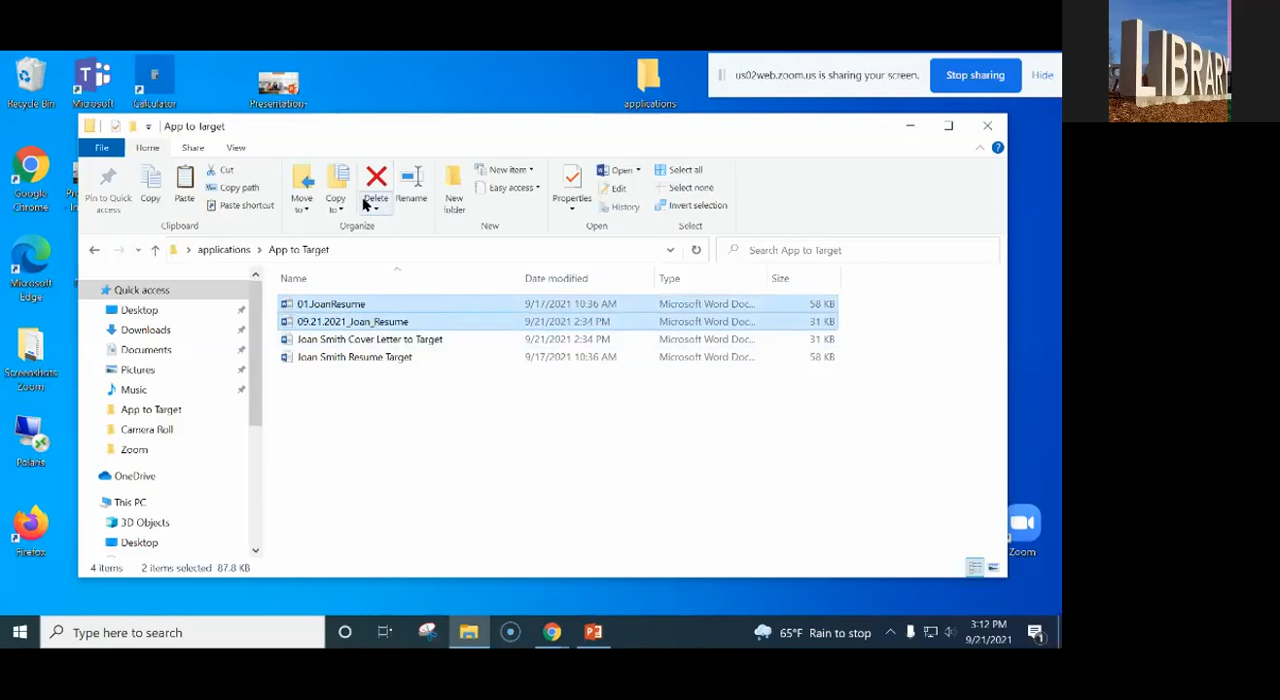 LIBRARY
Recycle Bin
Microsoft
Calculator
Presentation-
applications
us02web.zoom.us is sharing your screen.
Stop sharing
Hide
App to Target
File
Home
Share
View
Pin to Quick
access
Copy
Paste
Cut
Copy path
Paste shortcut
Clipboard
Move
to
Copy
to
Delete
Rename
Organize
New
folder
New item
Easy access
New
Properties
Open
Edit
History
Open
Select all
Select none
Invert selection
Select
applications > App to Target
Search App to Target
Name
Date modified
Type
Size
01.JoanResume 9/17/2021 10:36 AM Microsoft Word Doc... 58 KB
09.21.2021_Joan_Resume 9/21/2021 2:34 PM Microsoft Word Doc... 31 KB
Joan Smith Cover Letter to Target 9/21/2021 2:34 PM Microsoft Word Doc... 31 KB
Joan Smith Resume Target 9/17/2021 10:36 AM Microsoft Word Doc... 58 KB
Quick access
Desktop
Downloads
Documents
Pictures
Music
App to Target
Camera Roll
Zoom
OneDrive
This PC
3D Objects
Desktop
4 items 2 items selected 87.8 KB
Google
Chrome
Microsoft
Edge
Screenshots
Zoom
Polaris
Firefox
Zoom
Type here to search
65°F Rain to stop
3:12 PM
9/21/2021
1